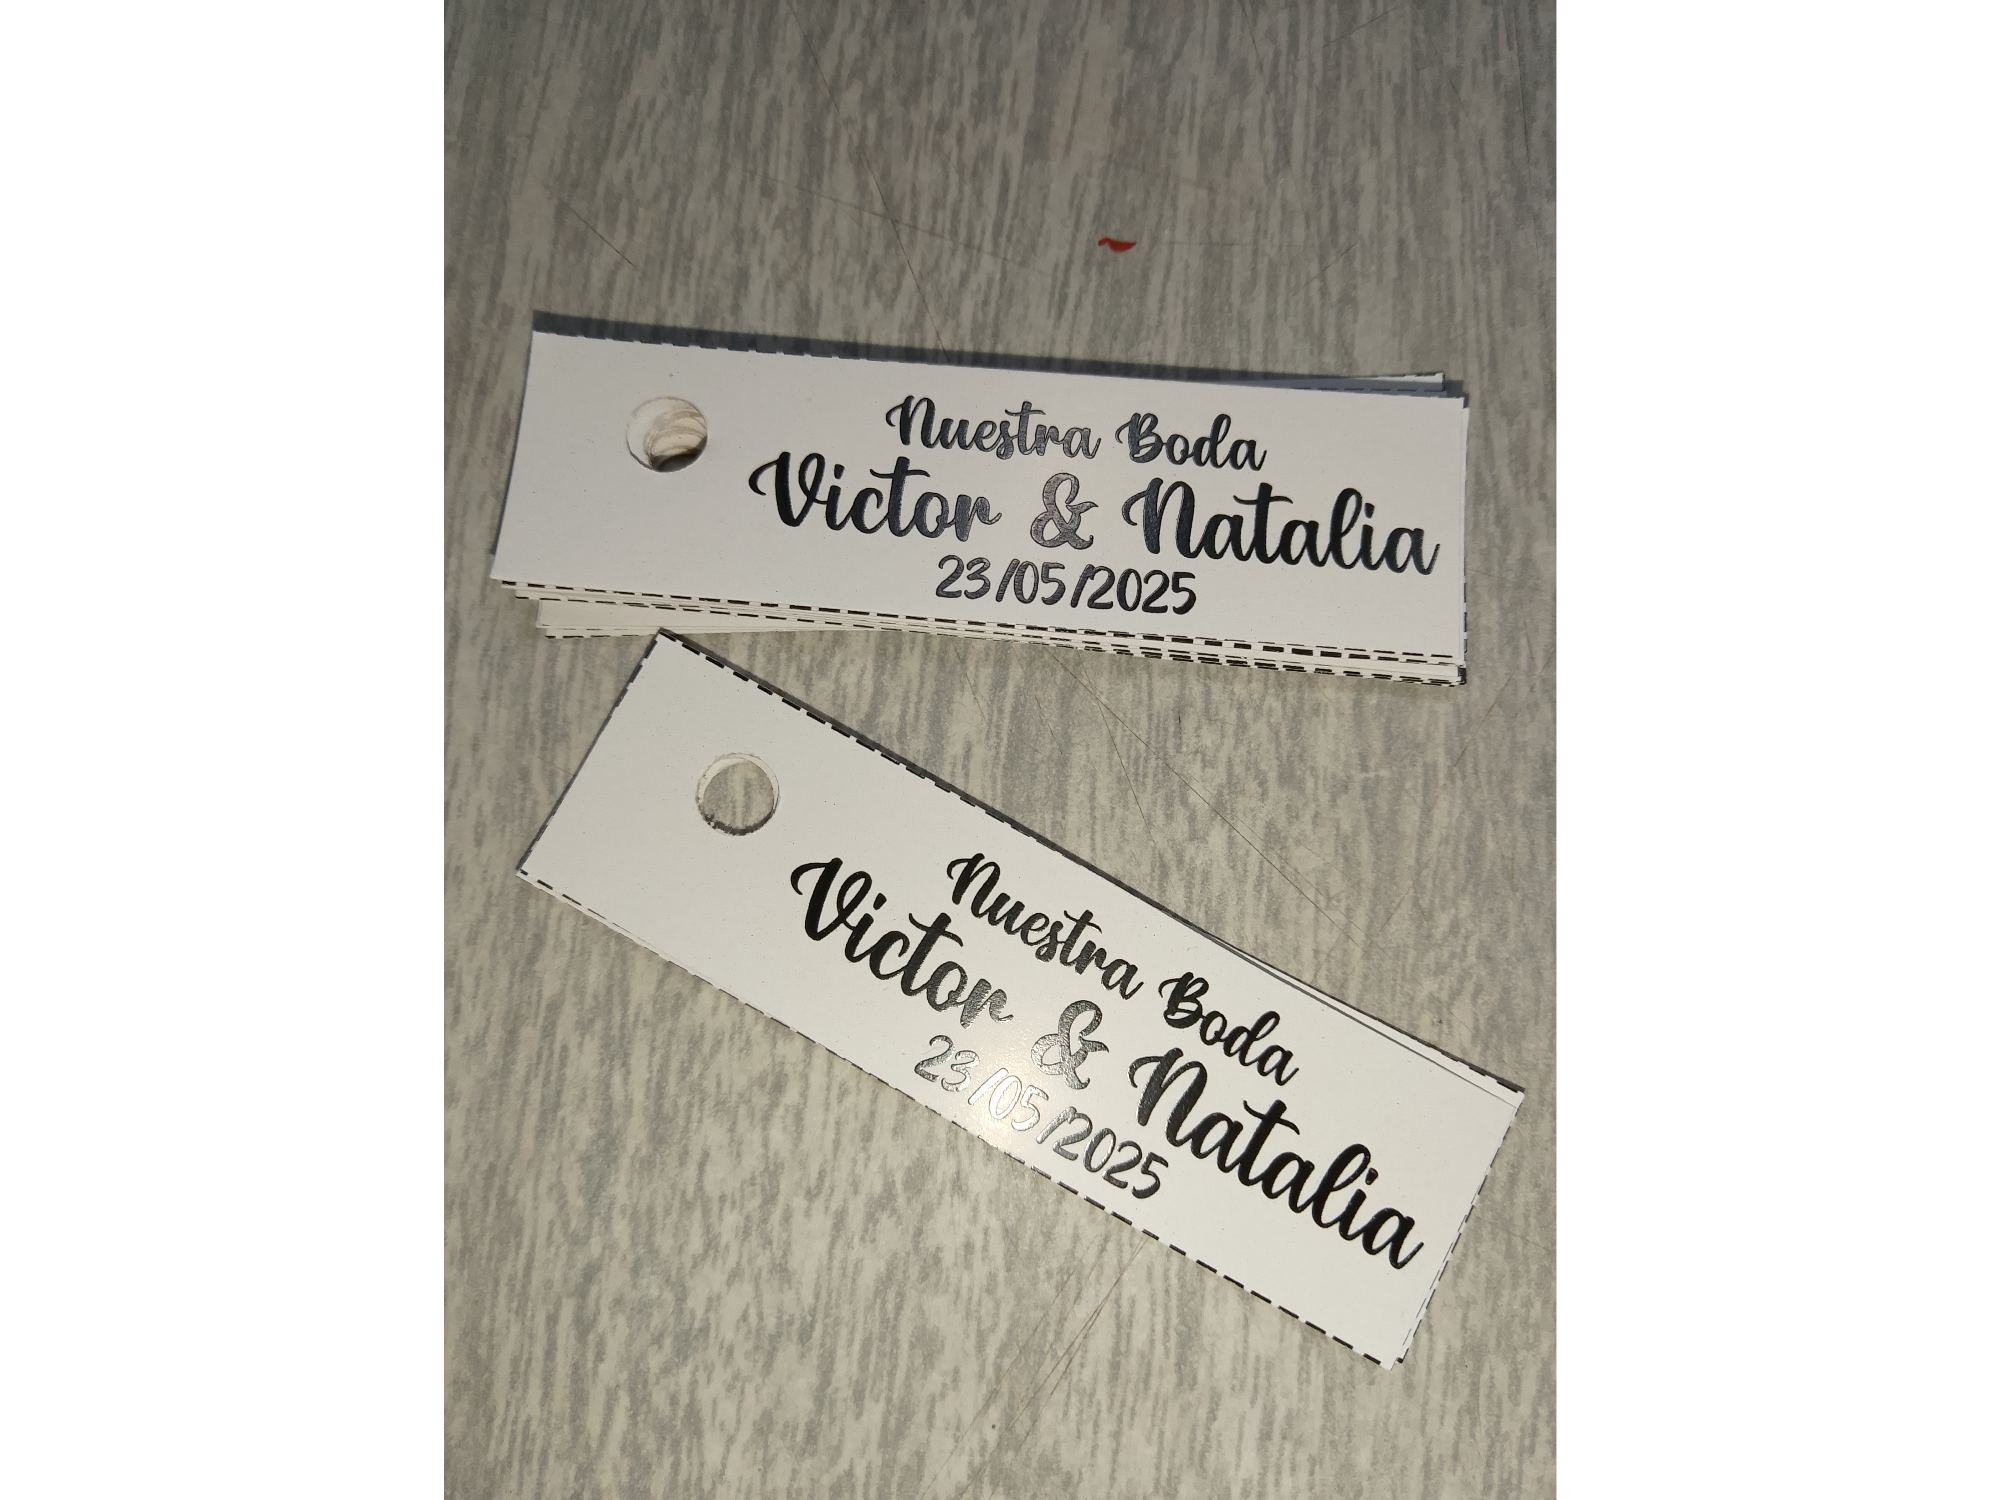 Nuestra Boda
Victor & Natalia
23/05/2025
Nuestra Boda
Victor & Natalia
23/05/2025